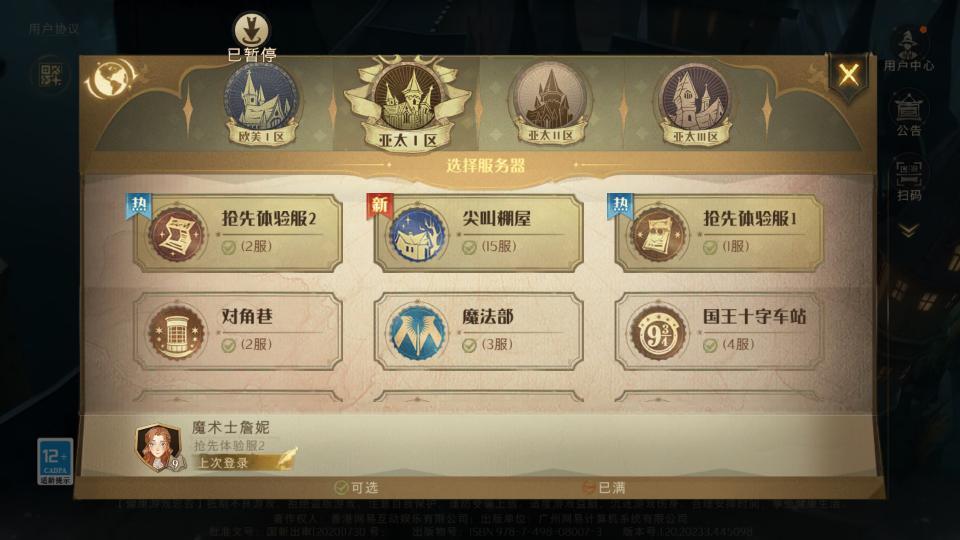 用户协议
已暂停
用户中心
公告
扫码
欧美I区
亚太I区
亚太II区
亚太III区
选择服务器
热
抢先体验服2
(2服)
新
尖叫棚屋
(15服)
热
抢先体验服1
(1服)
对角巷
(2服)
魔法部
(3服)
9¾
国王十字车站
(4服)
魔术士詹妮
抢先体验服2
9
上次登录
12+
CADPA
适龄提示
可选
已满
著作权人：香港网易互动娱乐有限公司 出版单位：广州网易计算机系统有限公司